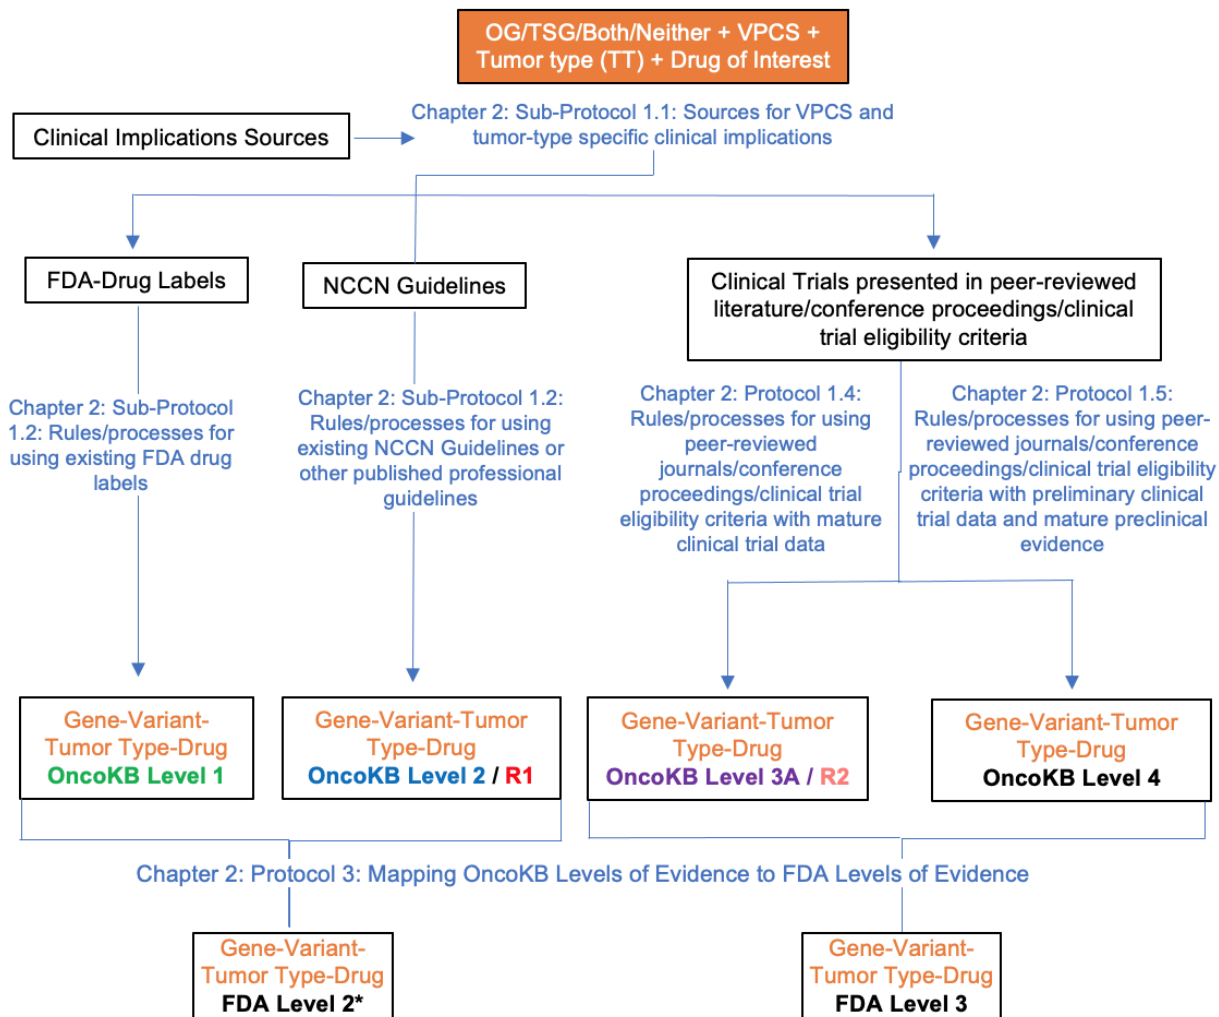 OG/TSG/Both/Neither + VPCS +
Tumor type (TT) + Drug of Interest
Clinical Implications Sources
Chapter 2: Sub-Protocol 1.1: Sources for VPCS and
tumor-type specific clinical implications
FDA-Drug Labels
NCCN Guidelines
Clinical Trials presented in peer-reviewed
literature/conference proceedings/clinical
trial eligibility criteria
Chapter 2: Sub-Protocol
1.2: Rules/processes for
using existing FDA drug
labels
Chapter 2: Sub-Protocol 1.2:
Rules/processes for using
existing NCCN Guidelines or
other published professional
guidelines
Chapter 2: Protocol 1.4:
Rules/processes for using
peer-reviewed
journals/conference
proceedings/clinical trial
eligibility criteria with mature
clinical trial data
Chapter 2: Protocol 1.5:
Rules/processes for using peer-
reviewed journals/conference
proceedings/clinical trial eligibility
criteria with preliminary clinical
trial data and mature preclinical
evidence
Gene-Variant-
Tumor Type-Drug
OncoKB Level 1
Gene-Variant-Tumor
Type-Drug
OncoKB Level 2 / R1
Gene-Variant-Tumor
Type-Drug
OncoKB Level 3A / R2
Gene-Variant-Tumor
Type-Drug
OncoKB Level 4
Chapter 2: Protocol 3: Mapping OncoKB Levels of Evidence to FDA Levels of Evidence
Gene-Variant-
Tumor Type-Drug
FDA Level 2*
Gene-Variant-
Tumor Type-Drug
FDA Level 3